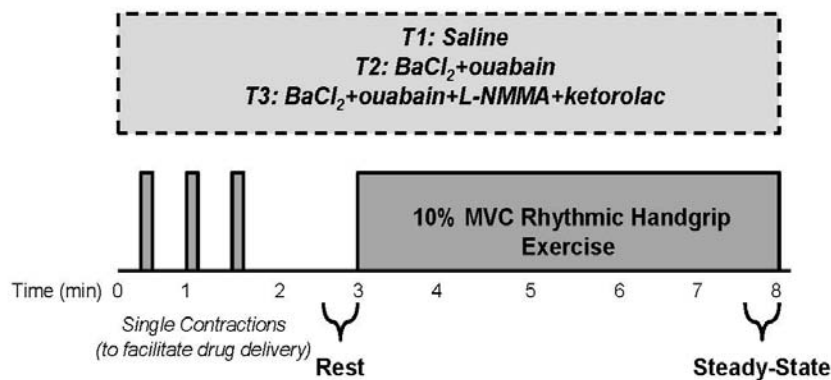 T1: Saline
T2: BaCl₂+ouabain
T3: BaCl₂+ouabain+L-NMMA+ketorolac
10% MVC Rhythmic Handgrip
Exercise
Time (min) 0 1 2 3 4 5 6 7 8
Single Contractions
(to facilitate drug delivery)
Rest
Steady-State